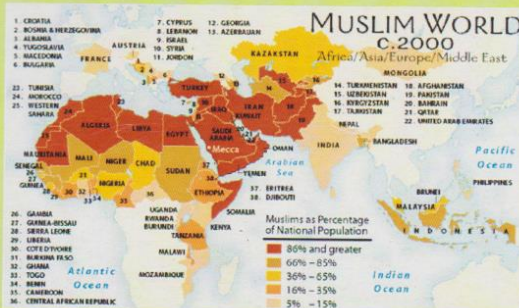 MUSLIM WORLD
c.2000
Africa/Asia/Europe/Middle East
1 CROATIA
2 BOSNIA & HERZEGOVINA
3 ALBANIA
4 YUGOSLAVIA
5 MACEDONIA
6 BULGARIA
7 CYPRUS
8 LEBANON
9 ISRAEL
10 SYRIA
11 JORDON
12 GEORGIA
13 AZERBAIJAN
14 TURKMENISTAN
15 UZBEKISTAN
16 KYRGYZSTAN
17 TAJIKISTAN
18 AFGHANISTAN
19 PAKISTAN
20 BAHRAIN
21 QATAR
22 UNITED ARAB EMIRATES
23 TUNISIA
24 MOROCCO
25 WESTERN
SAHARA
AUSTRIA
FRANCE
KAZAKSTAN
MONGOLIA
TURKEY
IRAQ
IRAN
KUWAIT
SAUDI
ARABIA
Mecca
OMAN
YEMEN
Arabian
Sea
ALGERIA
LIBYA
EGYPT
MAURITANIA
MALI
NIGER
CHAD
SUDAN
SENEGAL
GUINEA
NIGERIA
ETHIOPIA
SOMALIA
UGANDA
RWANDA
BURUNDI
KENYA
TANZANIA
MALAWI
MOZAMBIQUE
NEPAL
INDIA
BANGLADESH
Pacific
Ocean
PHILIPPINES
BRUNEI
MALAYSIA
INDONESIA
37 ERITREA
38 DJIBOUTI
26 GAMBIA
27 GUINEA-BISSAU
28 SIERRA LEONE
29 LIBERIA
30 COTE D'IVOIRE
31 BURKINA FASO
32 GHANA
33 TOGO
34 BENIN
35 CAMEROON
36 CENTRAL AFRICAN REPUBLIC
Atlantic
Ocean
Indian
Ocean
Muslims as Percentage
of National Population
86% and greater
66% – 85%
36% – 65%
16% – 35%
5% – 15%